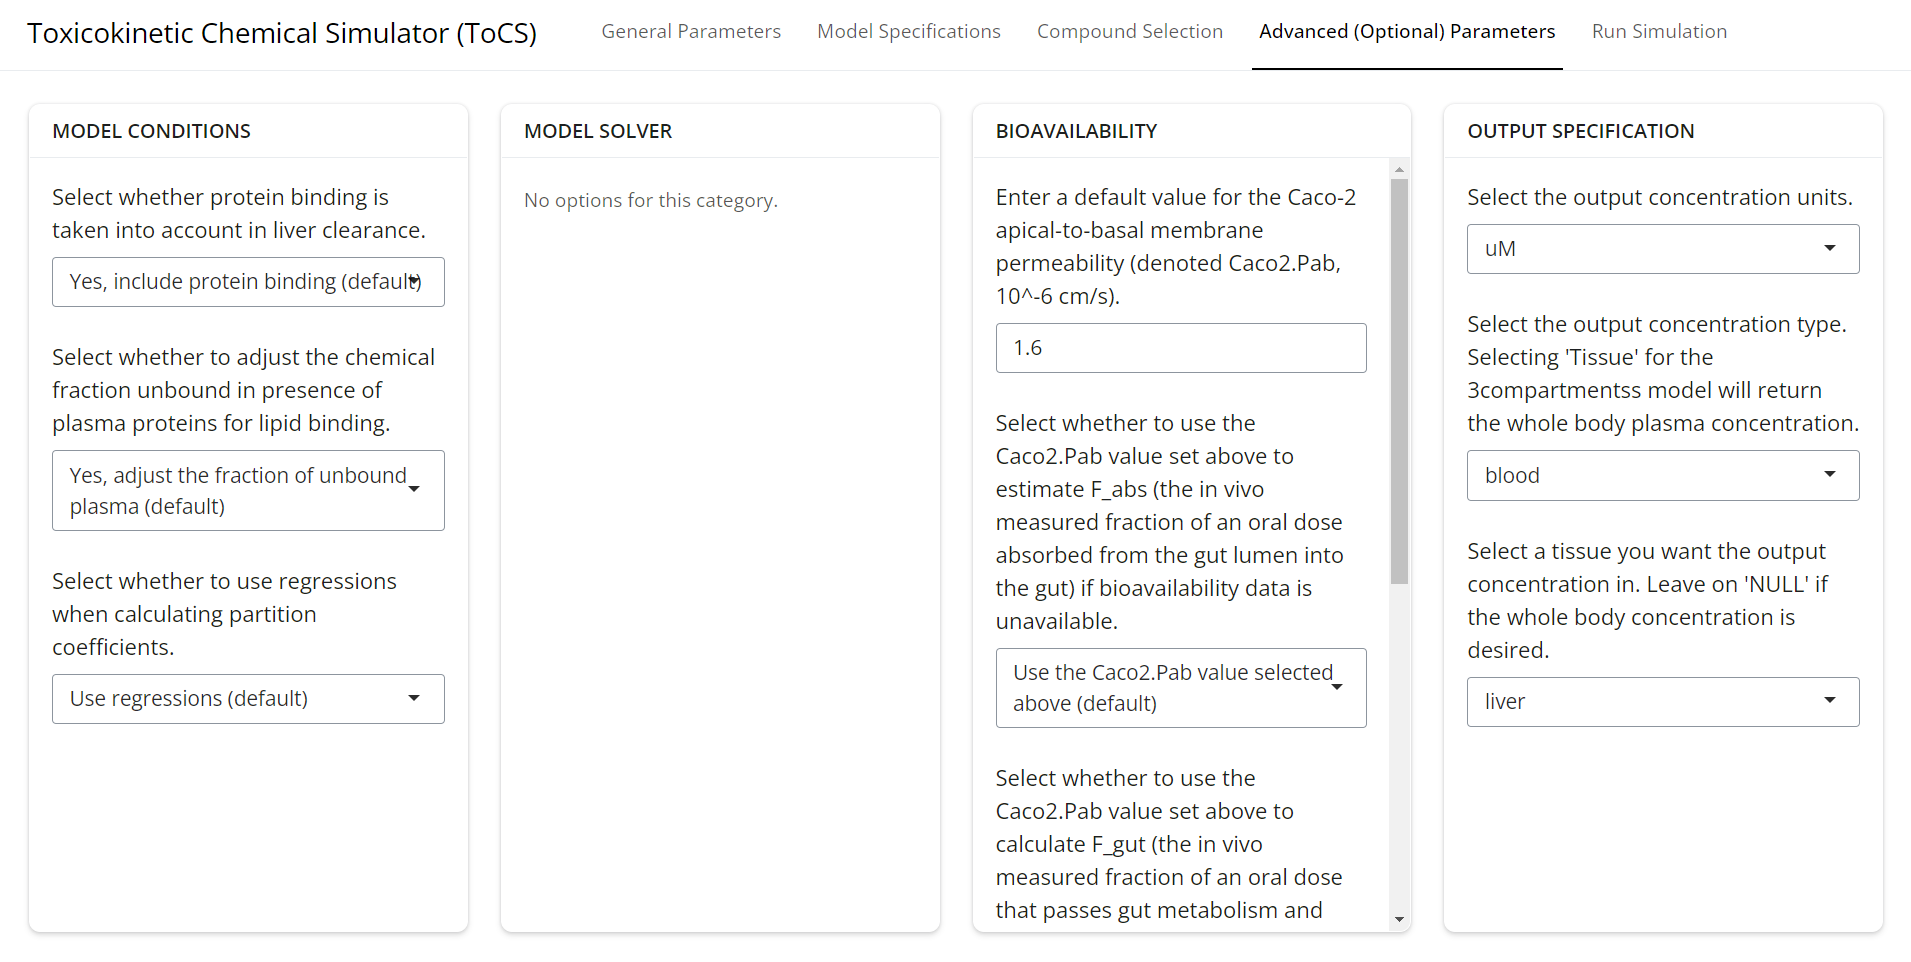 Toxicokinetic Chemical Simulator (ToCS)
General Parameters
Model Specifications
Compound Selection
Advanced (Optional) Parameters
Run Simulation
MODEL CONDITIONS
Select whether protein binding is
taken into account in liver clearance.
Yes, include protein binding (default)
Select whether to adjust the chemical
fraction unbound in presence of
plasma proteins for lipid binding.
Yes, adjust the fraction of unbound
plasma (default)
Select whether to use regressions
when calculating partition
coefficients.
Use regressions (default)
MODEL SOLVER
No options for this category.
BIOAVAILABILITY
Enter a default value for the Caco-2
apical-to-basal membrane
permeability (denoted Caco2.Pab,
10^-6 cm/s).
1.6
Select whether to use the
Caco2.Pab value set above to
estimate F_abs (the in vivo
measured fraction of an oral dose
absorbed from the gut lumen into
the gut) if bioavailability data is
unavailable.
Use the Caco2.Pab value selected
above (default)
Select whether to use the
Caco2.Pab value set above to
calculate F_gut (the in vivo
measured fraction of an oral dose
that passes gut metabolism and
OUTPUT SPECIFICATION
Select the output concentration units.
uM
Select the output concentration type.
Selecting 'Tissue' for the
3compartmentss model will return
the whole body plasma concentration.
blood
Select a tissue you want the output
concentration in. Leave on 'NULL' if
the whole body concentration is
desired.
liver